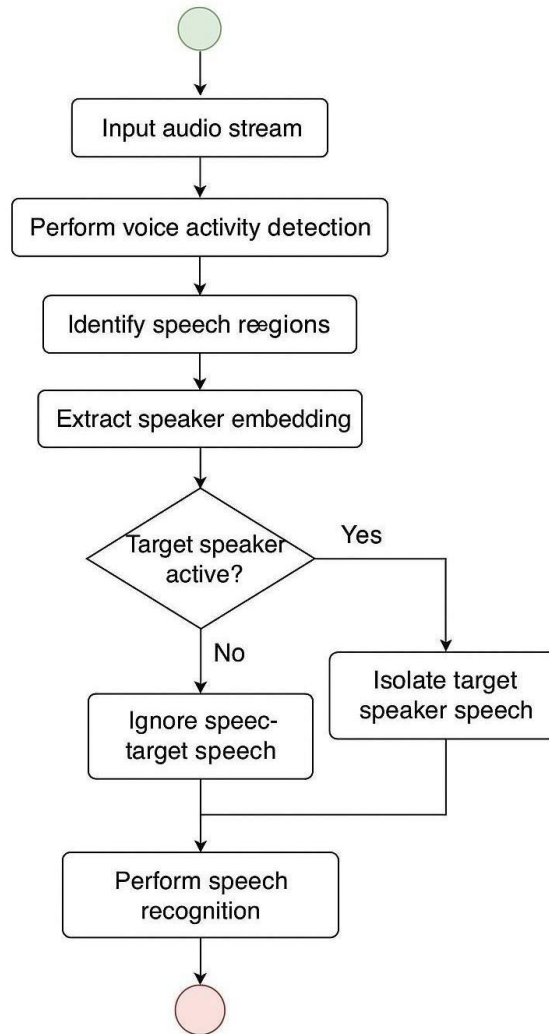 Input audio stream
Perform voice activity detection
Identify speech rægions
Extract speaker embedding
Target speaker
active?
Yes
No
Isolate target
speaker speech
Ignore speec-
target speech
Perform speech
recognition